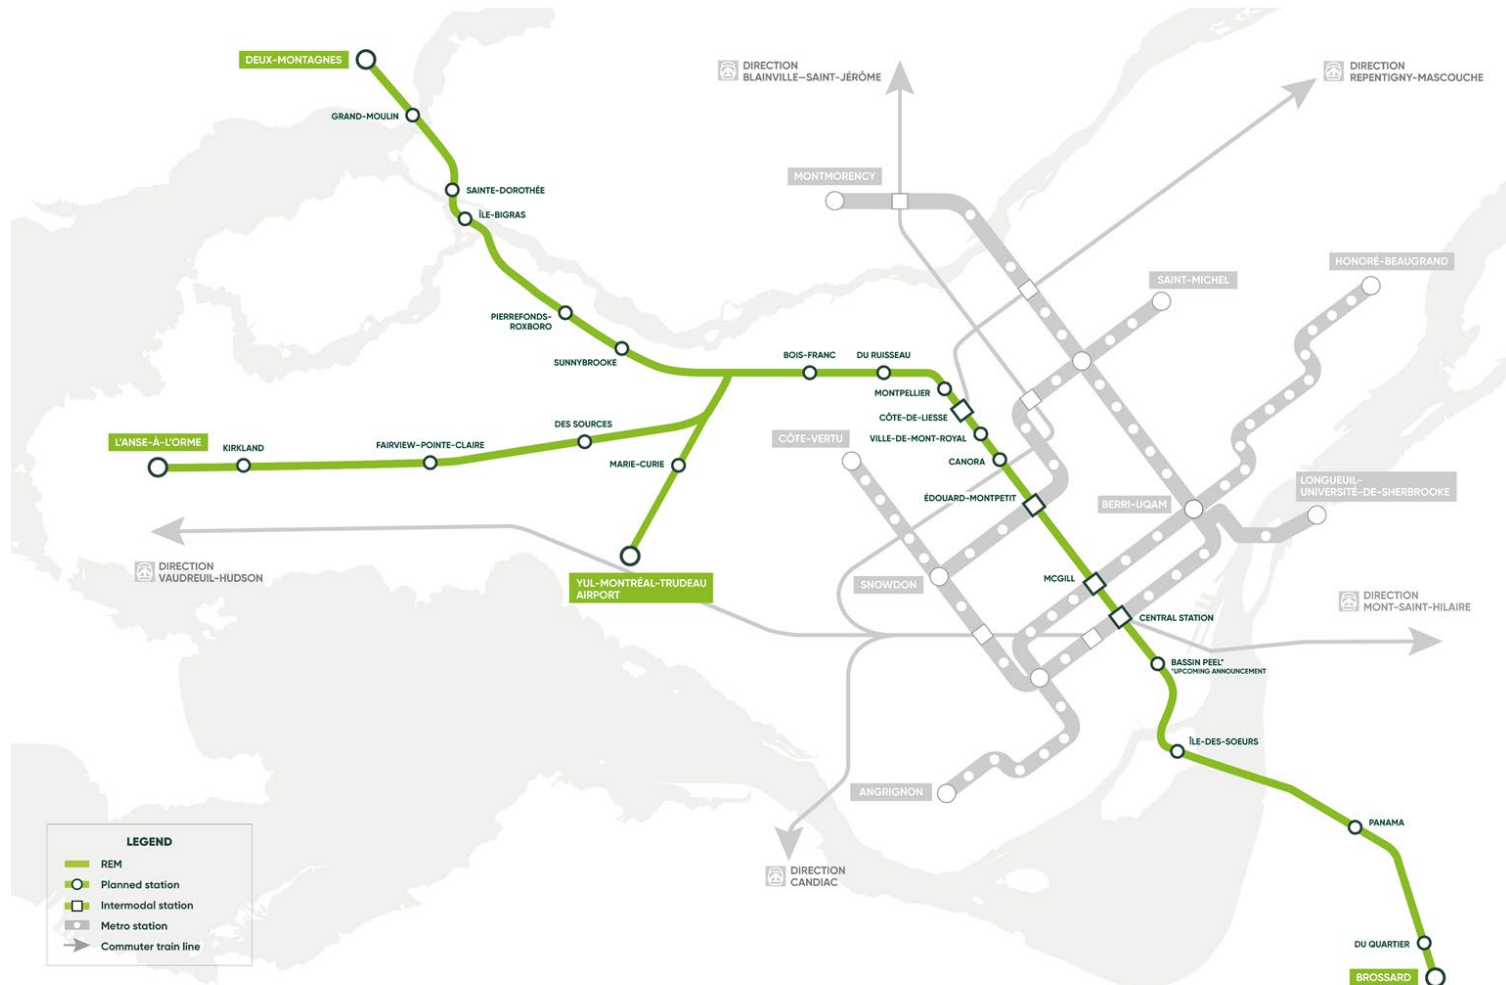 DEUX-MONTAGNES
GRAND-MOULIN
SAINTE-DOROTHÉE
ÎLE-BIGRAS
PIERREFONDS-
ROXBORO
SUNNYBROOKE
BOIS-FRANC
DU RUISSEAU
MONTPELLIER
CÔTE-DE-LIESSE
VILLE-DE-MONT-ROYAL
CANORA
ÉDOUARD-MONTPETIT
MCGILL
CENTRAL STATION
BASSIN PEEL*
*UPCOMING ANNOUNCEMENT
ÎLE-DES-SOEURS
PANAMA
DU QUARTIER
BROSSARD
L'ANSE-À-L'ORME
KIRKLAND
FAIRVIEW–POINTE-CLAIRE
DES SOURCES
MARIE-CURIE
YUL-MONTRÉAL-TRUDEAU
AIRPORT
DIRECTION
BLAINVILLE–SAINT-JÉRÔME
DIRECTION
REPENTIGNY-MASCOUCHE
MONTMORENCY
SAINT-MICHEL
HONORÉ-BEAUGRAND
CÔTE-VERTU
BERRI-UQAM
LONGUEUIL-
UNIVERSITÉ-DE-SHERBROOKE
SNOWDON
ANGRIGNON
DIRECTION
VAUDREUIL-HUDSON
DIRECTION
MONT-SAINT-HILAIRE
DIRECTION
CANDIAC
LEGEND
REM
Planned station
Intermodal station
Metro station
Commuter train line